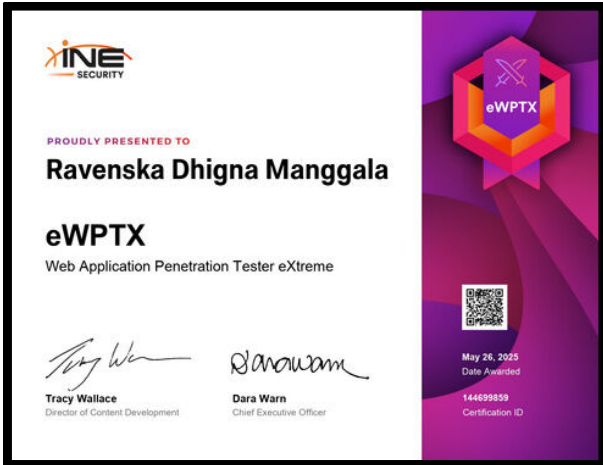 INE
SECURITY
eWPTX
PROUDLY PRESENTED TO
Ravenska Dhigna Manggala
eWPTX
Web Application Penetration Tester eXtreme
Tracy Wallace
Director of Content Development
Dara Warn
Chief Executive Officer
May 26, 2025
Date Awarded
144699859
Certification ID